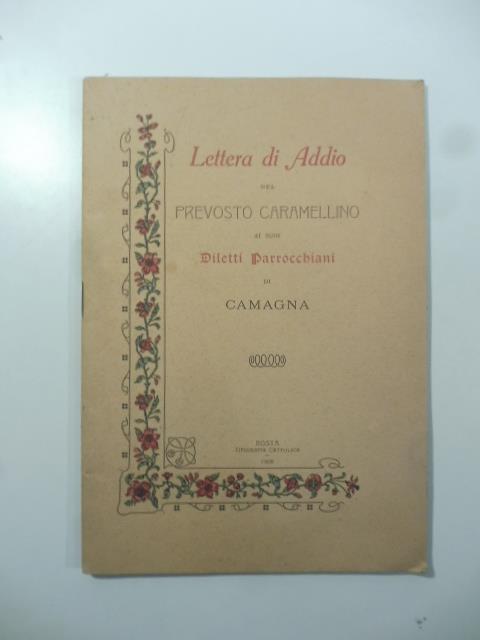 Lettera di Addio
DEL
PREVOSTO CARAMELLINO
AI SUOI
Diletti Parrocchiani
DI
CAMAGNA
AOSTA
TIPOGRAFIA CATTOLICA